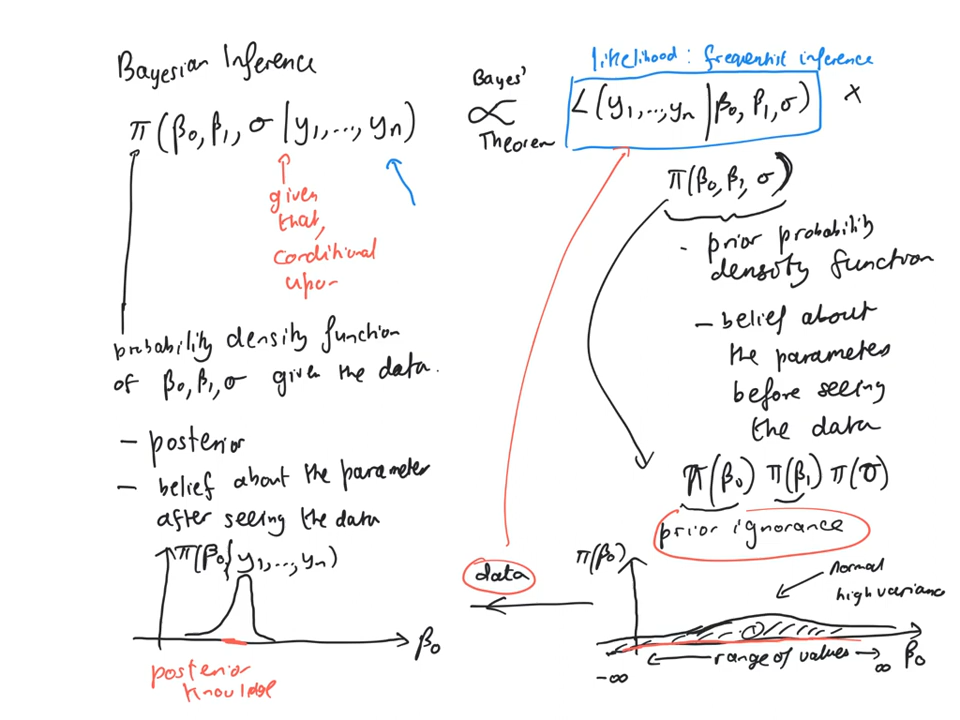 Bayesian Inference
π(β₀, β₁, σ | y₁, ..., yₙ)
given
that,
conditional
upon
probability density function
of β₀, β₁, σ given the data.
- posterior
- belief about the parameter
after seeing the data
π(β₀ | y₁, ..., yₙ)
β₀
posterior
knowledge
Bayes'
∝
Theorem
likelihood: frequentist inference
L(y₁, ..., yₙ | β₀, β₁, σ) ×
π(β₀, β₁, σ)
- prior probability
density function
- belief about
the parameter
before seeing
the data
π(β₀) π(β₁) π(σ)
prior ignorance
data
π(β₀)
normal
high variance
1
← range of values →
-∞
∞
β₀